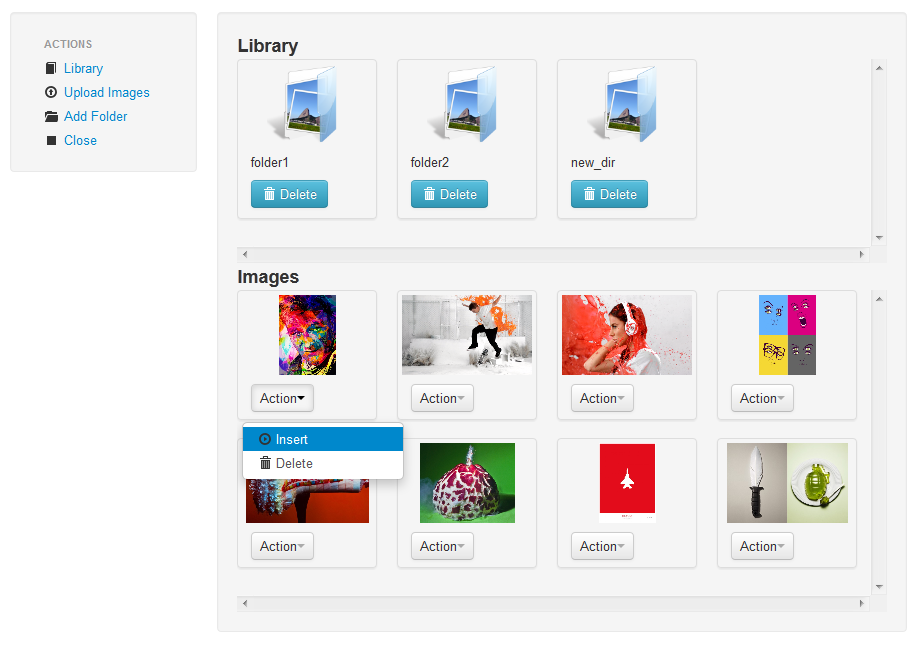 ACTIONS
Library
Upload Images
Add Folder
Close
Library
folder1
folder2
new_dir
Delete
Delete
Delete
Images
Action
Action
Action
Action
Insert
Delete
Action
Action
Action
Action